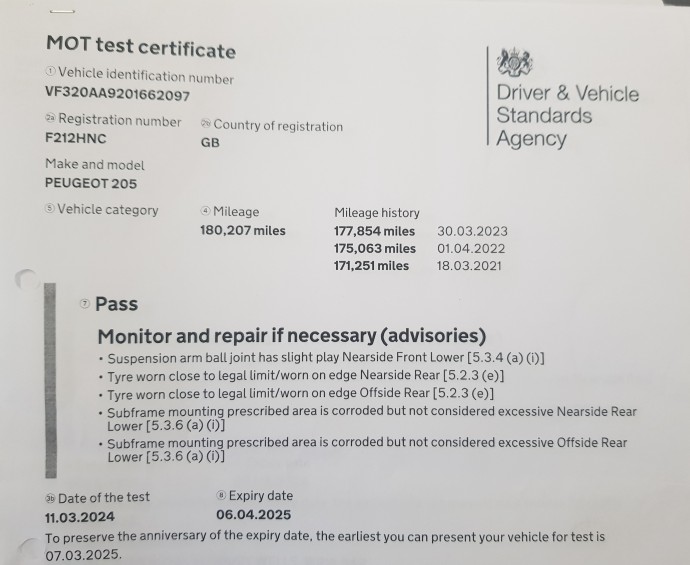 MOT test certificate
① Vehicle identification number
VF320AA9201662097
Driver & Vehicle
Standards
Agency
2a Registration number 2b Country of registration
F212HNC GB
Make and model
PEUGEOT 205
⑤ Vehicle category ④ Mileage Mileage history
180,207 miles 177,854 miles 30.03.2023
175,063 miles 01.04.2022
171,251 miles 18.03.2021
⑦ Pass
Monitor and repair if necessary (advisories)
• Suspension arm ball joint has slight play Nearside Front Lower [5.3.4 (a) (i)]
• Tyre worn close to legal limit/worn on edge Nearside Rear [5.2.3 (e)]
• Tyre worn close to legal limit/worn on edge Offside Rear [5.2.3 (e)]
• Subframe mounting prescribed area is corroded but not considered excessive Nearside Rear
Lower [5.3.6 (a) (i)]
• Subframe mounting prescribed area is corroded but not considered excessive Offside Rear
Lower [5.3.6 (a) (i)]
3b Date of the test ⑧ Expiry date
11.03.2024 06.04.2025
To preserve the anniversary of the expiry date, the earliest you can present your vehicle for test is
07.03.2025.